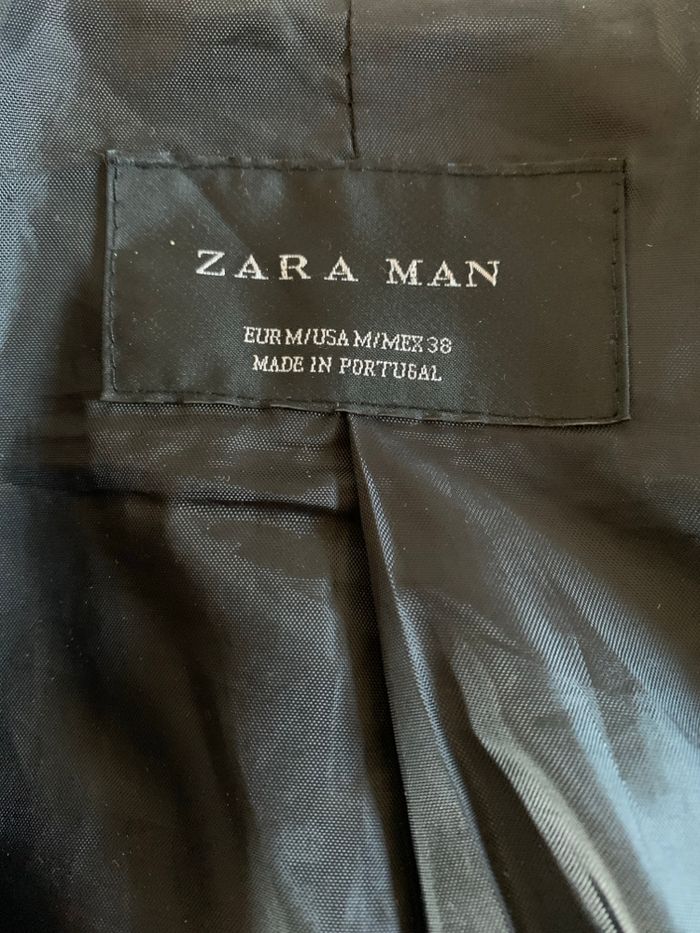 ZARA MAN
EUR M/USA M/MEX 38
MADE IN PORTUGAL